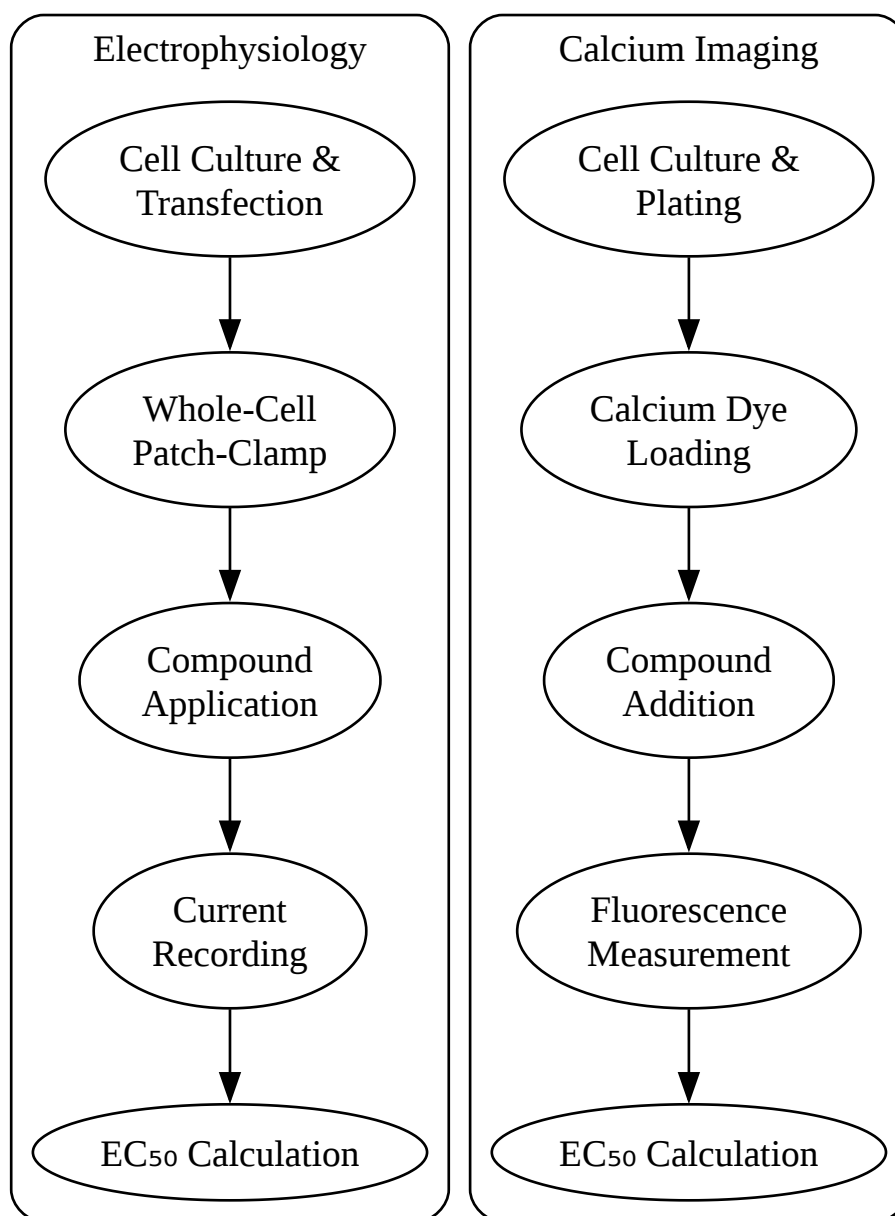 Electrophysiology
Cell Culture &
Transfection
Whole-Cell
Patch-Clamp
Compound
Application
Current
Recording
EC₅₀ Calculation
Calcium Imaging
Cell Culture &
Plating
Calcium Dye
Loading
Compound
Addition
Fluorescence
Measurement
EC₅₀ Calculation